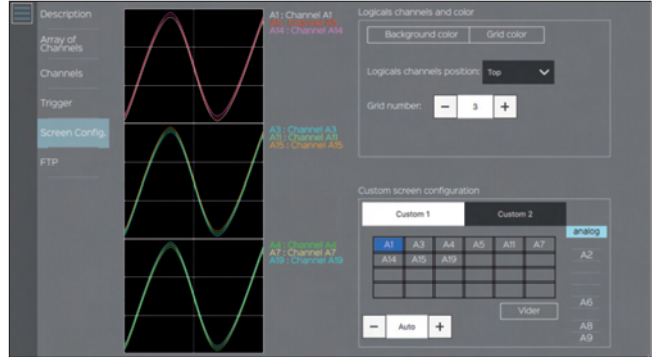 Description
Array of
Channels
Channels
Trigger
Screen Config.
FTP
A1 : Channel A1
A14 : Channel A14
A3 : Channel A3
A11 : Channel A11
A15 : Channel A15
A4 : Channel A4
A7 : Channel A7
A19 : Channel A19
Logicals channels and color
Background color
Grid color
Logicals channels position: Top
Grid number: − 3 +
Custom screen configuration
Custom 1
Custom 2
A1 A3 A4 A5 A11 A7
A14 A15 A19
Vider
− Auto +
analog
A2
A6
A8
A9